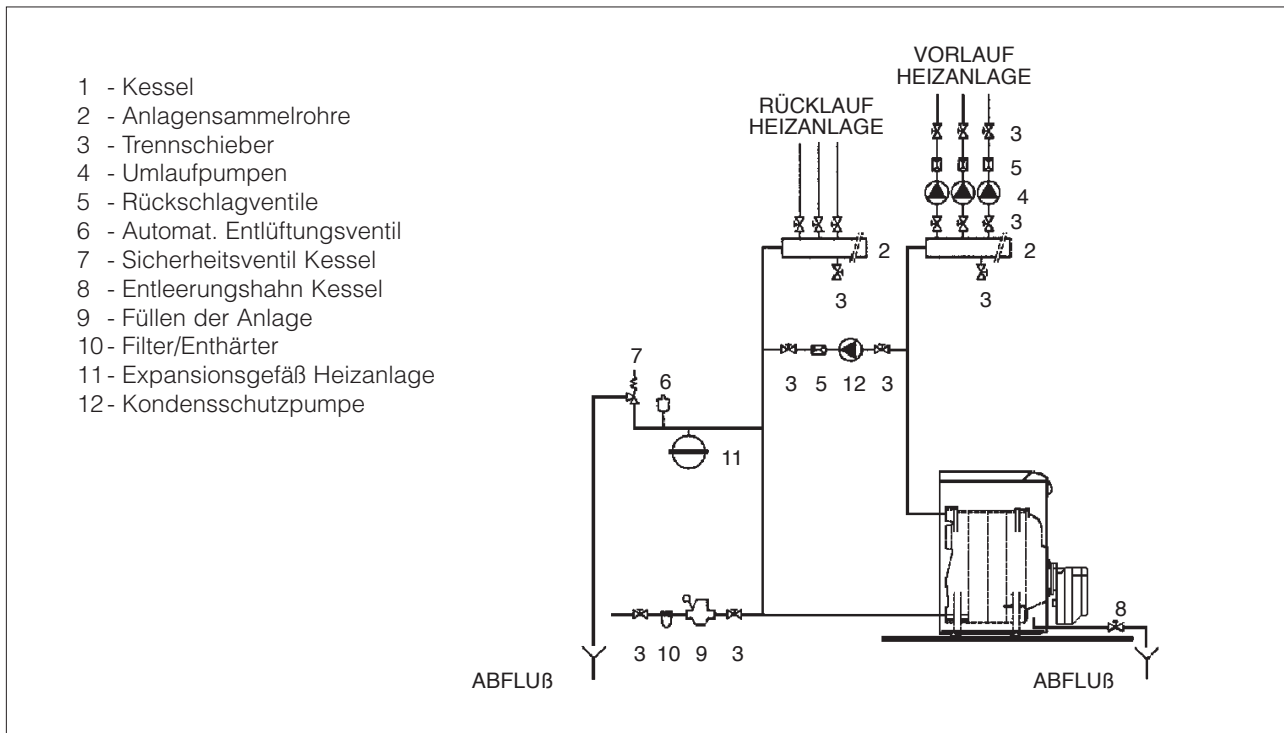 1 - Kessel
2 - Anlagensammelrohre
3 - Trennschieber
4 - Umlaufpumpen
5 - Rückschlagventile
6 - Automat. Entlüftungsventil
7 - Sicherheitsventil Kessel
8 - Entleerungshahn Kessel
9 - Füllen der Anlage
10 - Filter/Enthärter
11 - Expansionsgefäß Heizanlage
12 - Kondensschutzpumpe
VORLAUF
HEIZANLAGE
RÜCKLAUF
HEIZANLAGE
3
5
4
3
2
2
3
3
7
6
3 5 12 3
11
8
3 10 9 3
ABFLUß
ABFLUß